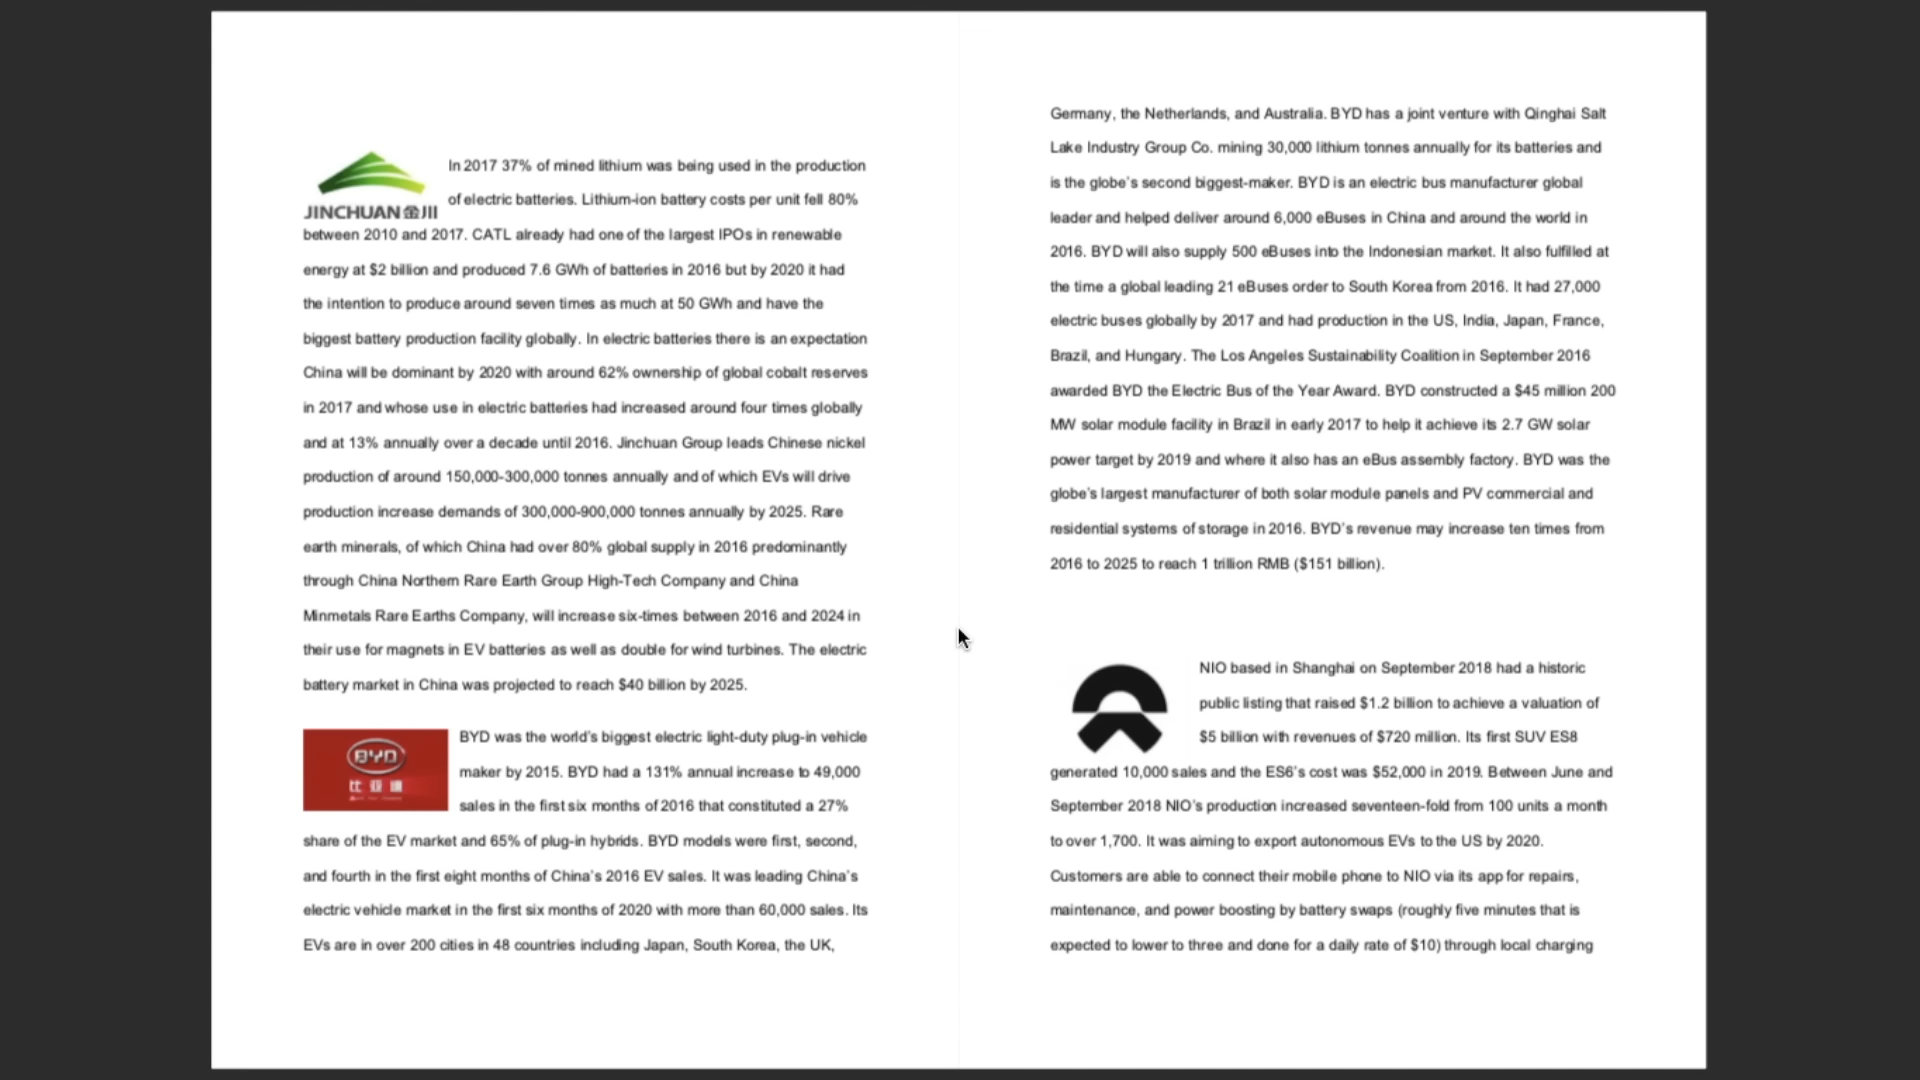 JINCHUAN金川
In 2017 37% of mined lithium was being used in the production
of electric batteries. Lithium-ion battery costs per unit fell 80%
between 2010 and 2017. CATL already had one of the largest IPOs in renewable
energy at $2 billion and produced 7.6 GWh of batteries in 2016 but by 2020 it had
the intention to produce around seven times as much at 50 GWh and have the
biggest battery production facility globally. In electric batteries there is an expectation
China will be dominant by 2020 with around 62% ownership of global cobalt reserves
in 2017 and whose use in electric batteries had increased around four times globally
and at 13% annually over a decade until 2016. Jinchuan Group leads Chinese nickel
production of around 150,000-300,000 tonnes annually and of which EVs will drive
production increase demands of 300,000-900,000 tonnes annually by 2025. Rare
earth minerals, of which China had over 80% global supply in 2016 predominantly
through China Northern Rare Earth Group High-Tech Company and China
Minmetals Rare Earths Company, will increase six-times between 2016 and 2024 in
their use for magnets in EV batteries as well as double for wind turbines. The electric
battery market in China was projected to reach $40 billion by 2025.
BYD
比亚迪
BYD was the world's biggest electric light-duty plug-in vehicle
maker by 2015. BYD had a 131% annual increase to 49,000
sales in the first six months of 2016 that constituted a 27%
share of the EV market and 65% of plug-in hybrids. BYD models were first, second,
and fourth in the first eight months of China's 2016 EV sales. It was leading China's
electric vehicle market in the first six months of 2020 with more than 60,000 sales. Its
EVs are in over 200 cities in 48 countries including Japan, South Korea, the UK,
Germany, the Netherlands, and Australia. BYD has a joint venture with Qinghai Salt
Lake Industry Group Co. mining 30,000 lithium tonnes annually for its batteries and
is the globe's second biggest-maker. BYD is an electric bus manufacturer global
leader and helped deliver around 6,000 eBuses in China and around the world in
2016. BYD will also supply 500 eBuses into the Indonesian market. It also fulfilled at
the time a global leading 21 eBuses order to South Korea from 2016. It had 27,000
electric buses globally by 2017 and had production in the US, India, Japan, France,
Brazil, and Hungary. The Los Angeles Sustainability Coalition in September 2016
awarded BYD the Electric Bus of the Year Award. BYD constructed a $45 million 200
MW solar module facility in Brazil in early 2017 to help it achieve its 2.7 GW solar
power target by 2019 and where it also has an eBus assembly factory. BYD was the
globe's largest manufacturer of both solar module panels and PV commercial and
residential systems of storage in 2016. BYD's revenue may increase ten times from
2016 to 2025 to reach 1 trillion RMB ($151 billion).
NIO based in Shanghai on September 2018 had a historic
public listing that raised $1.2 billion to achieve a valuation of
$5 billion with revenues of $720 million. Its first SUV ES8
generated 10,000 sales and the ES6's cost was $52,000 in 2019. Between June and
September 2018 NIO's production increased seventeen-fold from 100 units a month
to over 1,700. It was aiming to export autonomous EVs to the US by 2020.
Customers are able to connect their mobile phone to NIO via its app for repairs,
maintenance, and power boosting by battery swaps (roughly five minutes that is
expected to lower to three and done for a daily rate of $10) through local charging